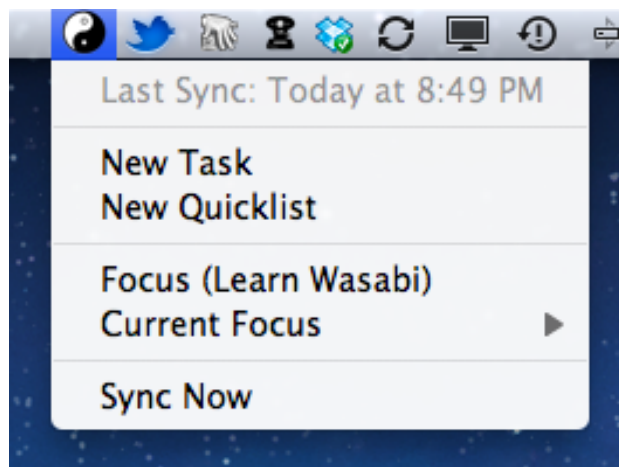 Last Sync: Today at 8:49 PM
New Task
New Quicklist
Focus (Learn Wasabi)
Current Focus
Sync Now